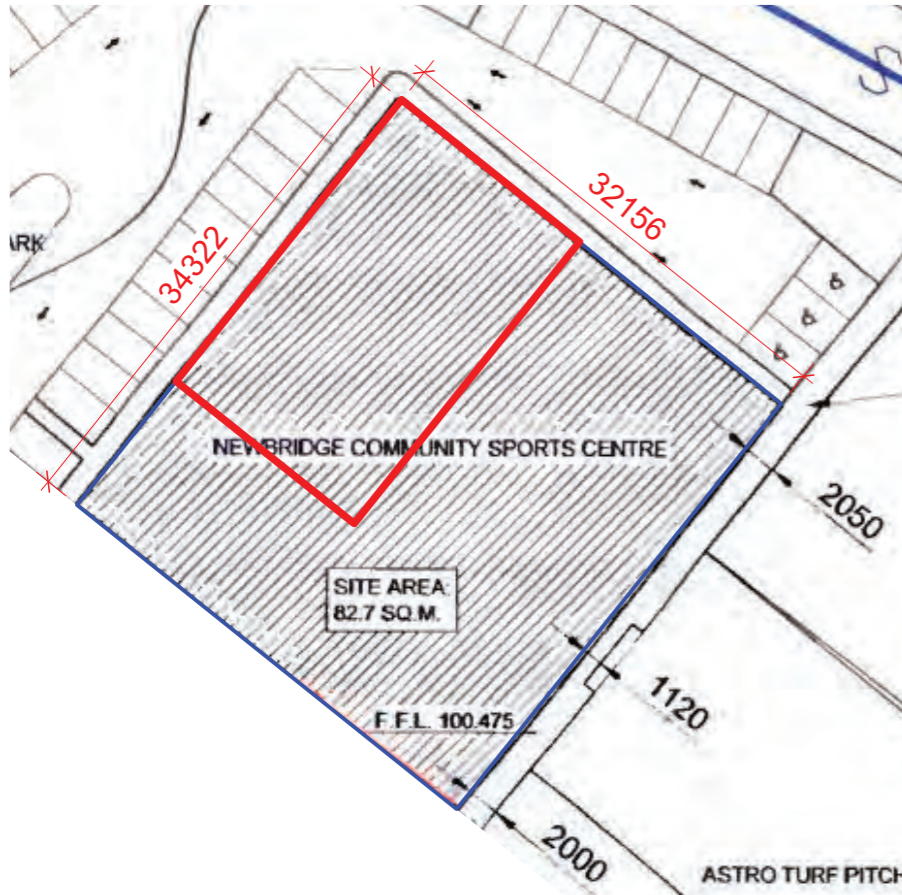 32156
34322
ARK
NEWBRIDGE COMMUNITY SPORTS CENTRE
2050
SITE AREA:
82.7 SQ.M.
1120
F.F.L. 100.475
2000
ASTRO TURF PITCH